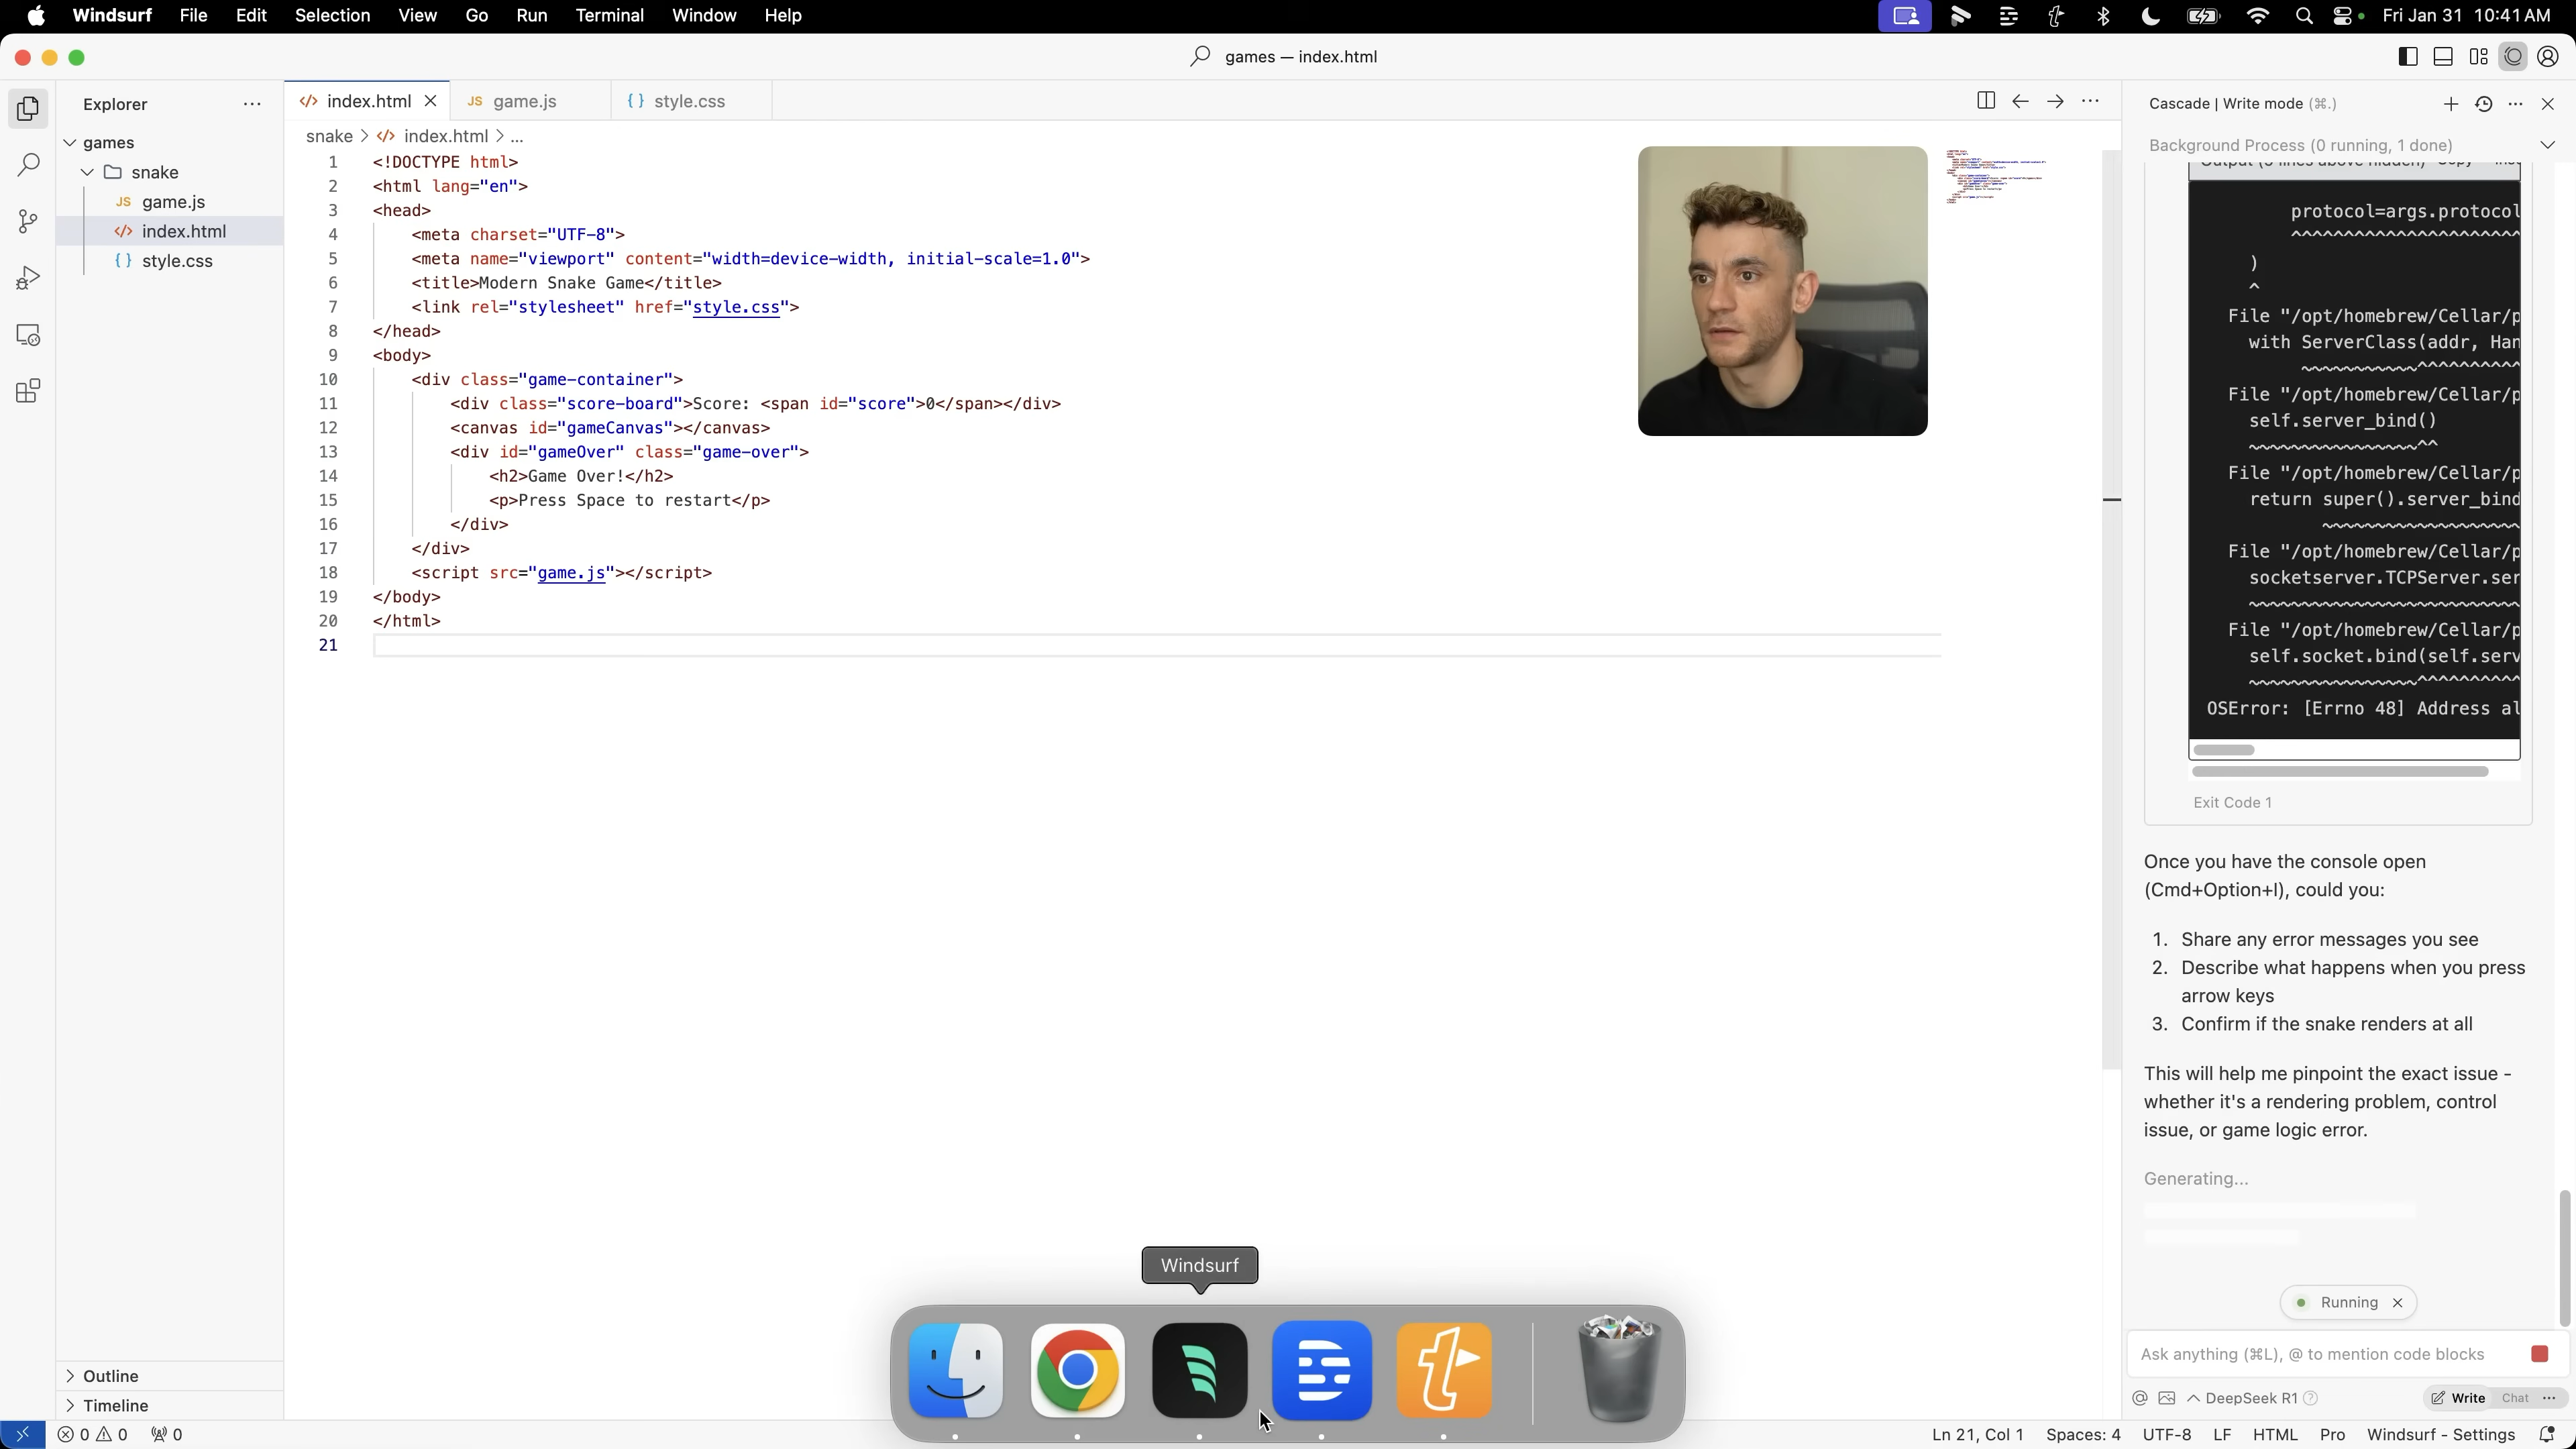 Windsurf File Edit Selection View Go Run Terminal Window Help
Fri Jan 31 10:41 AM
games — index.html
Explorer
games
snake
JS game.js
</> index.html
{ } style.css
Outline
Timeline
</> index.html
JS game.js
{ } style.css
snake > </> index.html > ...
1 <!DOCTYPE html>
2 <html lang="en">
3 <head>
4 <meta charset="UTF-8">
5 <meta name="viewport" content="width=device-width, initial-scale=1.0">
6 <title>Modern Snake Game</title>
7 <link rel="stylesheet" href="style.css">
8 </head>
9 <body>
10 <div class="game-container">
11 <div class="score-board">Score: <span id="score">0</span></div>
12 <canvas id="gameCanvas"></canvas>
13 <div id="gameOver" class="game-over">
14 <h2>Game Over!</h2>
15 <p>Press Space to restart</p>
16 </div>
17 </div>
18 <script src="game.js"></script>
19 </body>
20 </html>
21
Cascade | Write mode (⌘.)
Background Process (0 running, 1 done)
protocol=args.protocol
^^^^^^^^^^^^^^^^^^^^^^
)
^
File "/opt/homebrew/Cellar/p
with ServerClass(addr, Han
File "/opt/homebrew/Cellar/p
self.server_bind()
File "/opt/homebrew/Cellar/p
return super().server_bind
File "/opt/homebrew/Cellar/p
socketserver.TCPServer.ser
File "/opt/homebrew/Cellar/p
self.socket.bind(self.serv
OSError: [Errno 48] Address al
Exit Code 1
Once you have the console open
(Cmd+Option+I), could you:
1. Share any error messages you see
2. Describe what happens when you press
arrow keys
3. Confirm if the snake renders at all
This will help me pinpoint the exact issue -
whether it's a rendering problem, control
issue, or game logic error.
Generating...
Running
Ask anything (⌘L), @ to mention code blocks
DeepSeek R1
Write Chat
Windsurf
0 0 0
Ln 21, Col 1 Spaces: 4 UTF-8 LF HTML Pro Windsurf - Settings